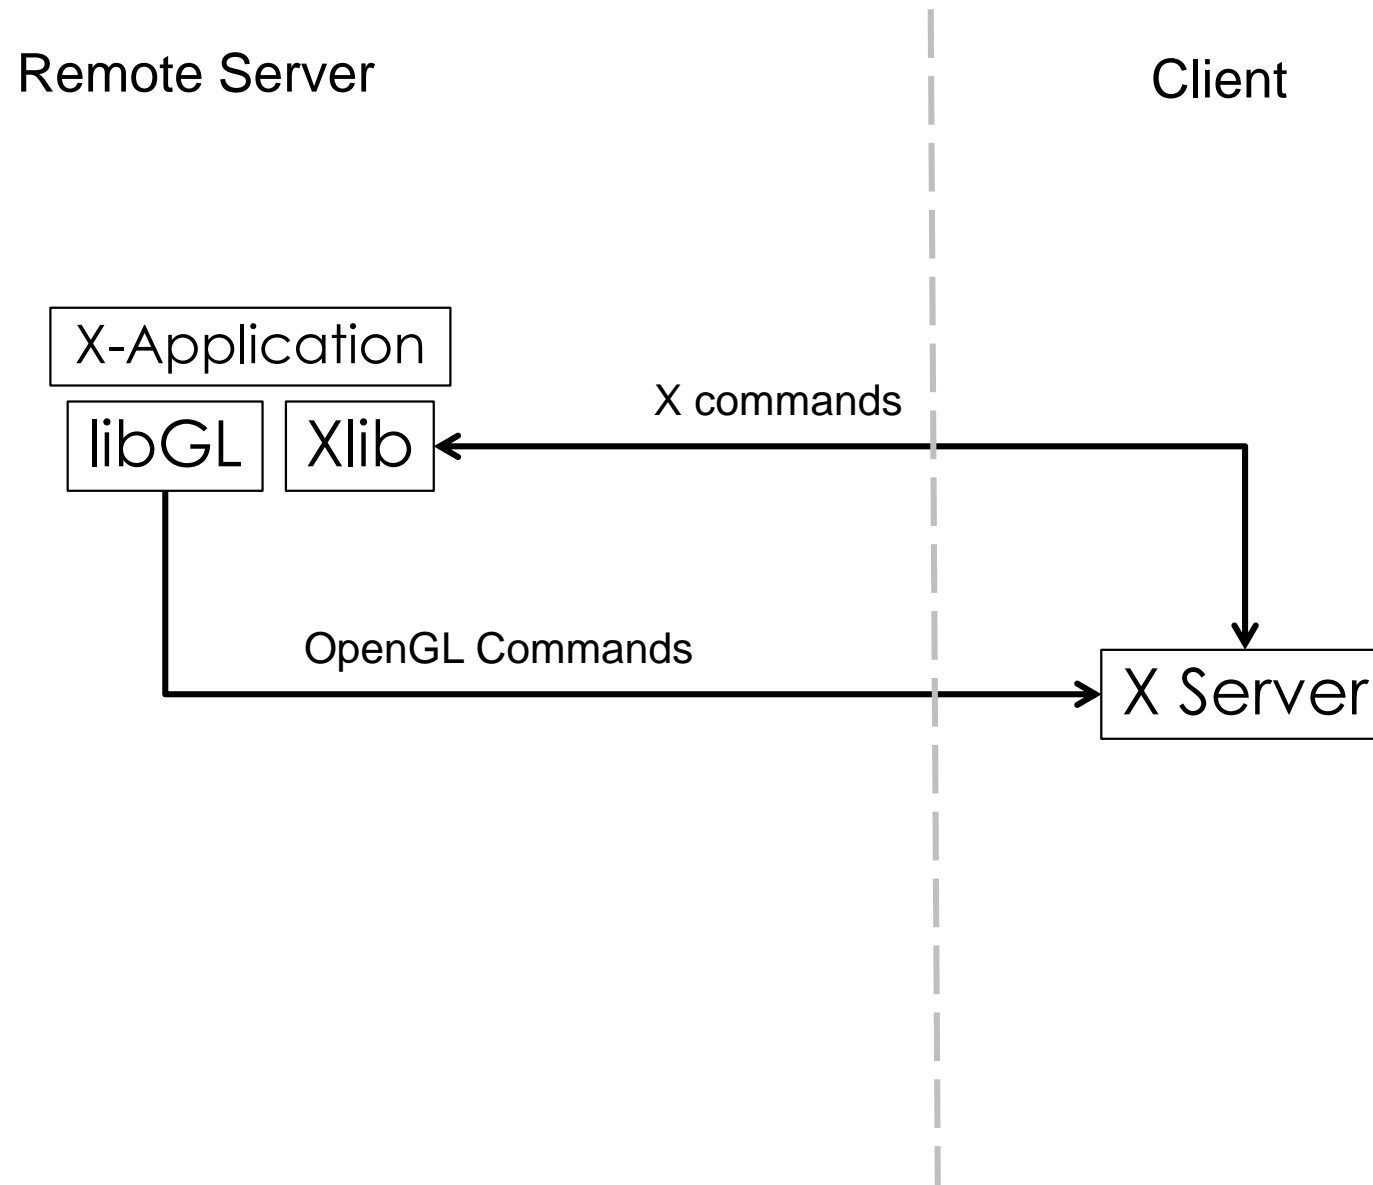 Remote Server
Client
X-Application
libGL
Xlib
X commands
OpenGL Commands
X Server